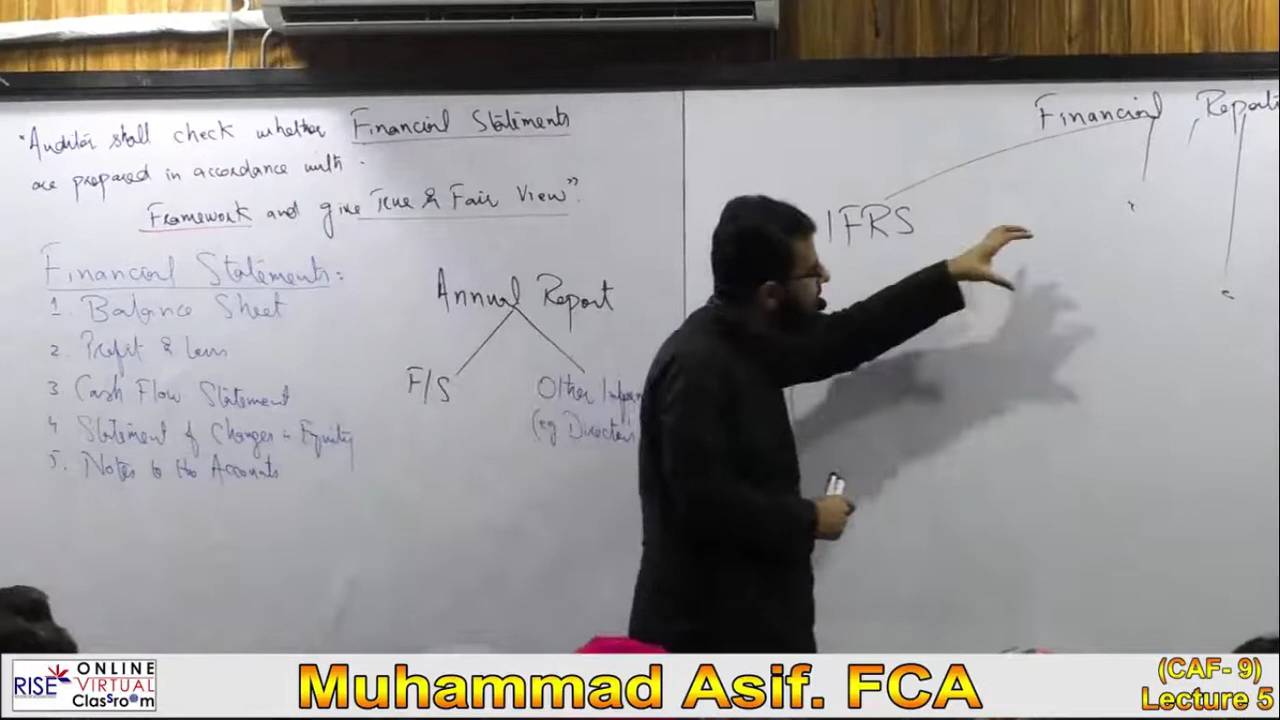 "Auditor shall check whether Financial Statements
are prepared in accordance with
Framework and give True & Fair View".
Financial Statements:
1. Balance Sheet
2. Profit & Loss
3 Cash Flow Statement
4 Statement of Changes in Equity
5. Notes to the Accounts
Annual Report
F/S
Other Inform
(eg Directors
Financial Report
IFRS
RISE ONLINE
VIRTUAL
Classroom
Muhammad Asif. FCA
(CAF- 9)
Lecture 5